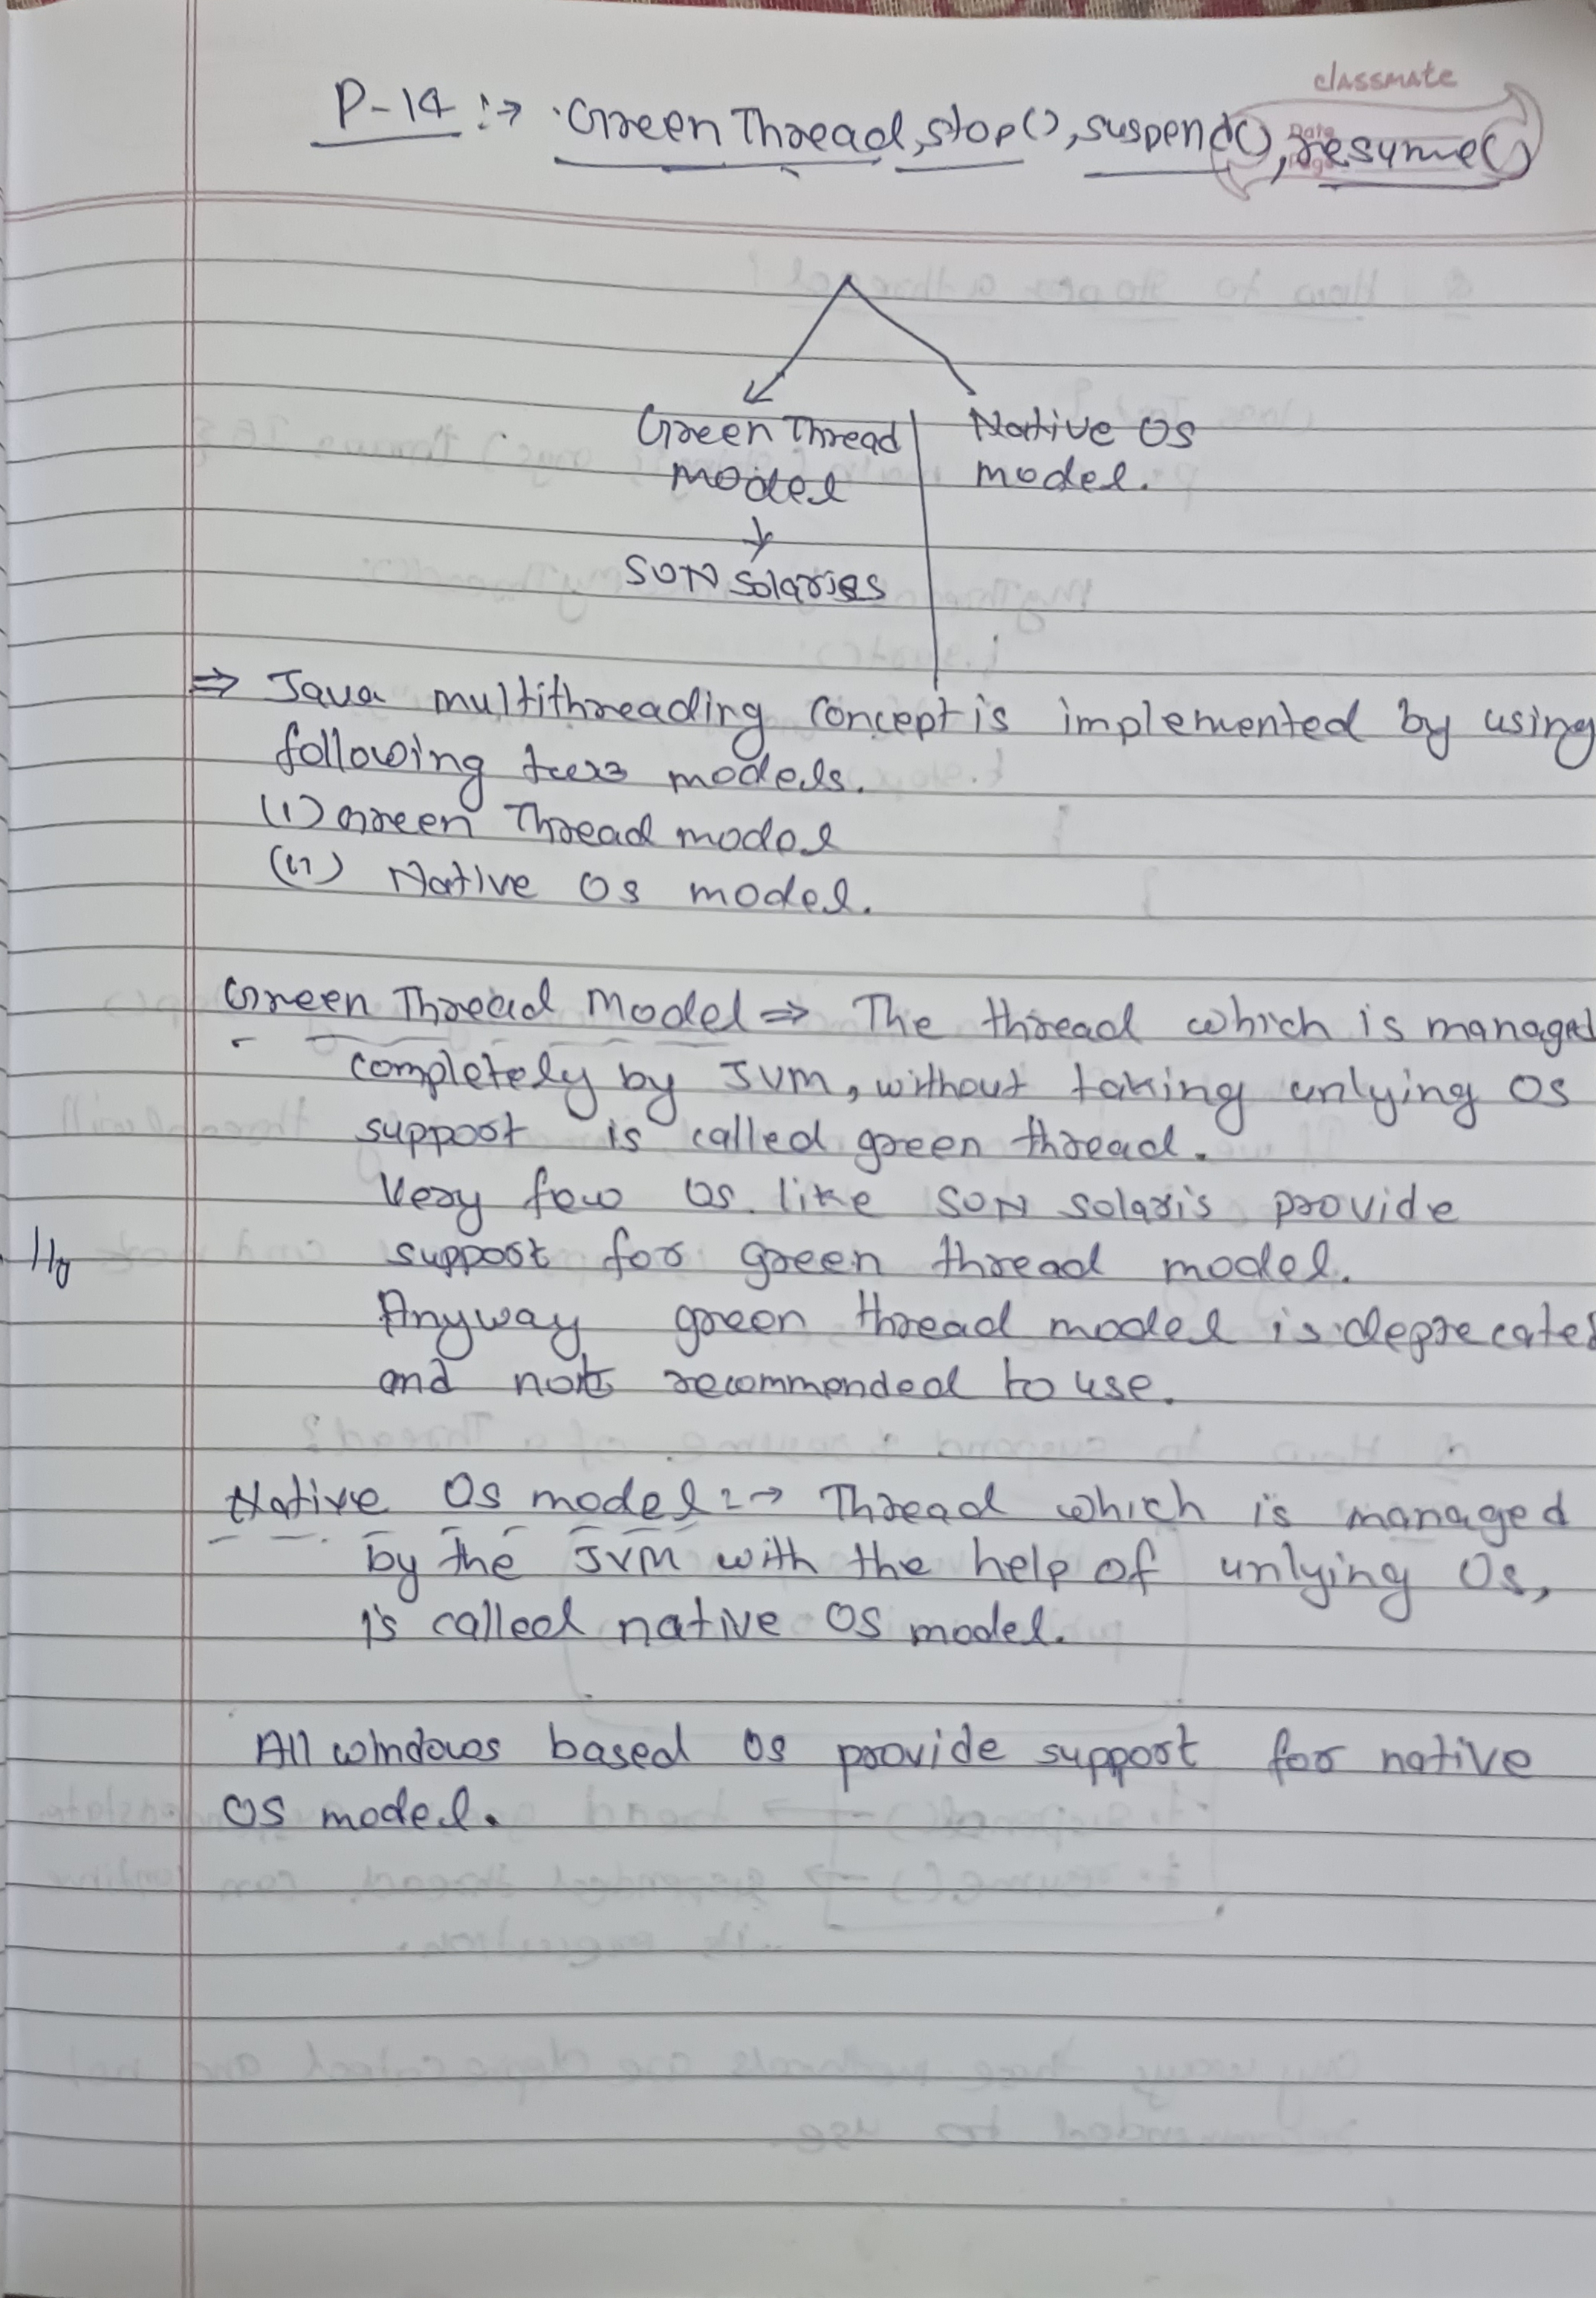 classmate
P-14 :→ Green Thread, stop(), suspend(), resume()
Date
Page
Green Thread | Native OS
model model.
SUN Solaries
⇒ Java multithreading concept is implemented by using
following two models.
(1) Green Thread model
(ii) Native OS model.
Green Thread Model ⇒ The thread which is managed
completely by JVM, without taking unlying OS
support is called green thread.
Very few OS. like SUN solaris provide
support for green thread model.
lly
Anyway green thread model is deprecated
and not recommended to use.
Native OS model :→ Thread which is managed
by the JVM with the help of unlying OS,
is called native OS model.
All windows based OS provide support for native
OS model.